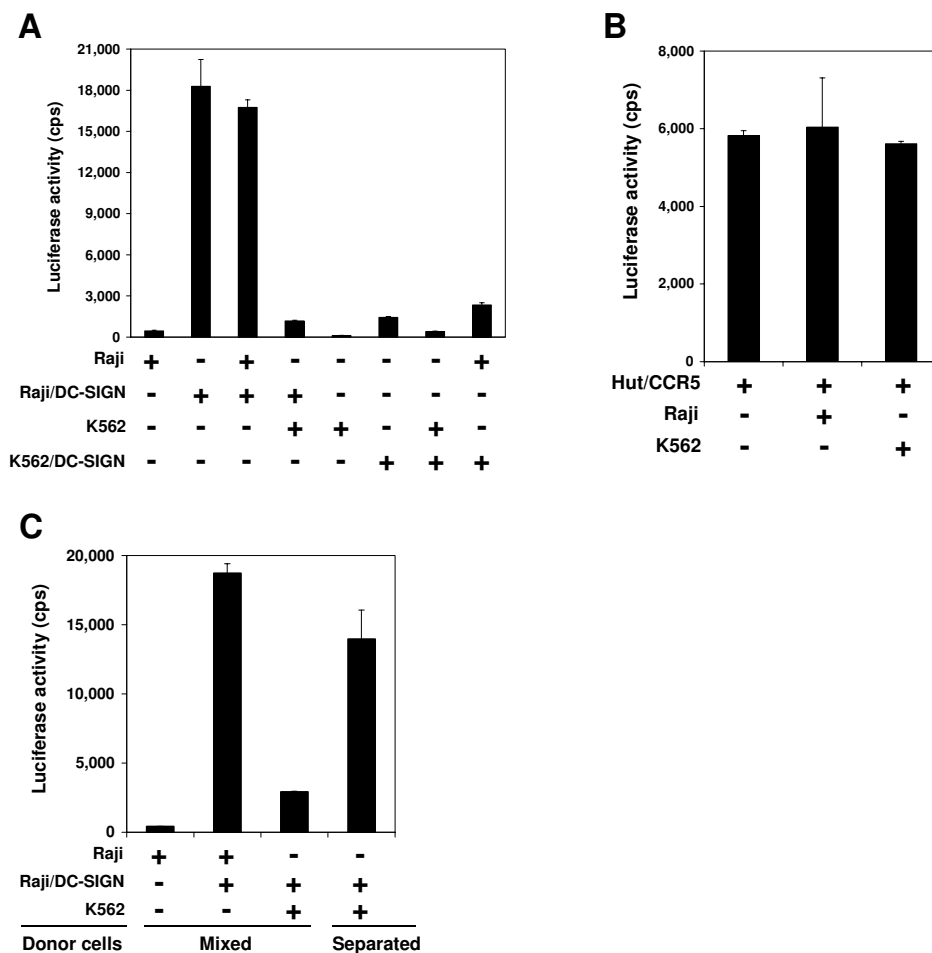 A
Luciferase activity (cps)
21,000
18,000
15,000
12,000
9,000
6,000
3,000
0
Raji + - + - - - - +
Raji/DC-SIGN - + + + - - - -
K562 - - - + + - + -
K562/DC-SIGN - - - - - + + +
B
Luciferase activity (cps)
8,000
6,000
4,000
2,000
0
Hut/CCR5 + + +
Raji - + -
K562 - - +
C
Luciferase activity (cps)
20,000
15,000
10,000
5,000
0
Raji + + - -
Raji/DC-SIGN - + + +
K562 - - + +
Donor cells Mixed Separated